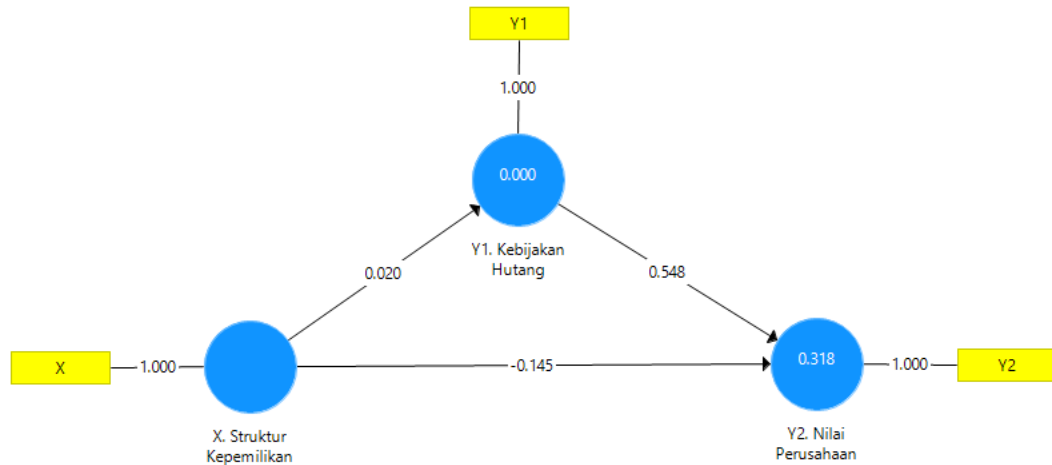 Y1
1.000
0.000
Y1. Kebijakan
Hutang
0.020
0.548
X
1.000
-0.145
0.318
1.000
Y2
X. Struktur
Kepemilikan
Y2. Nilai
Perusahaan